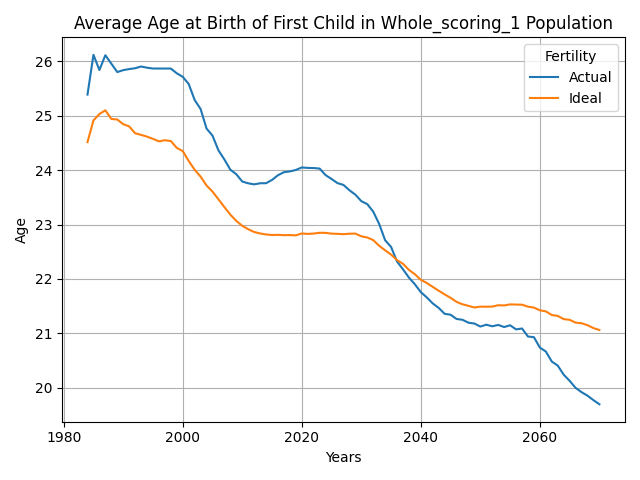 Average Age at Birth of First Child in Whole_scoring_1 Population
Fertility
Actual
Ideal
Age
26
25
24
23
22
21
20
1980
2000
2020
2040
2060
Years